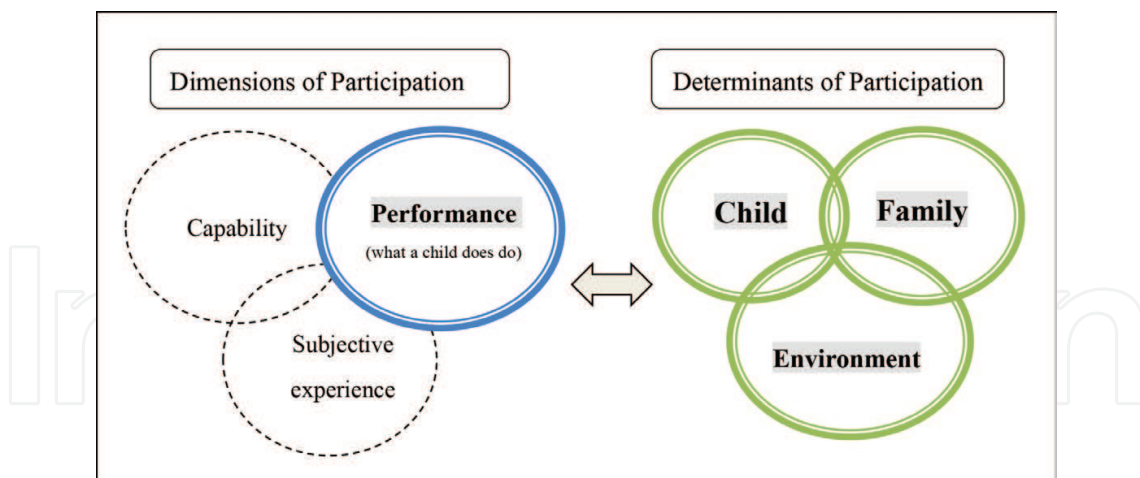 Dimensions of Participation
Determinants of Participation
Capability
Performance
(what a child does do)
Subjective
experience
Child
Family
Environment